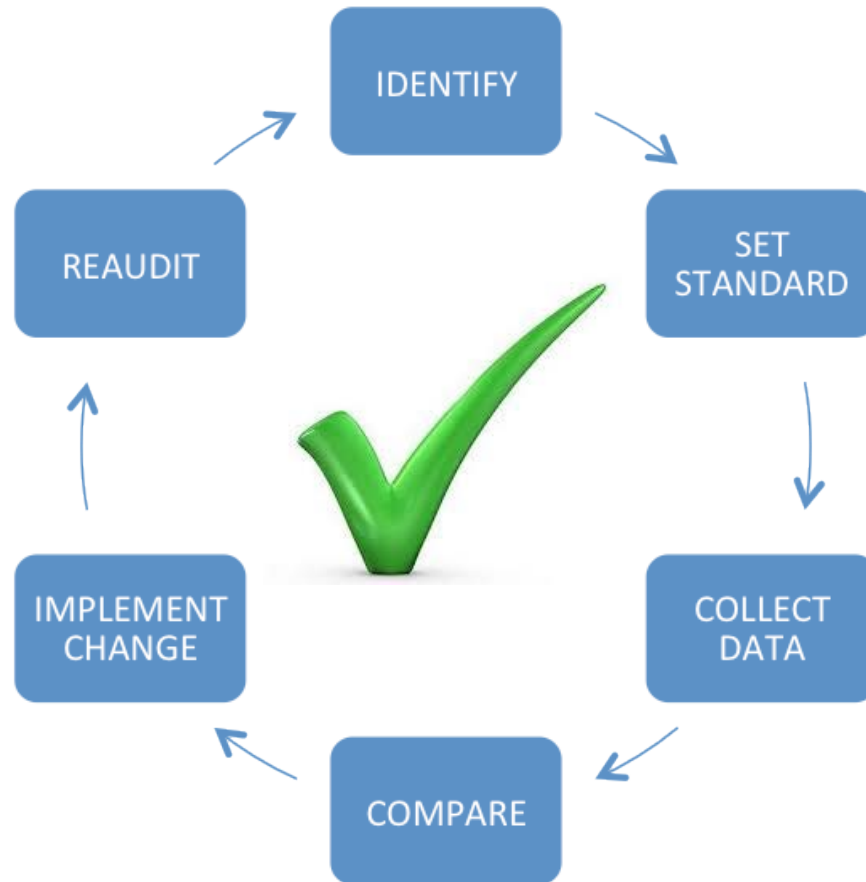 IDENTIFY
SET
STANDARD
COLLECT
DATA
COMPARE
IMPLEMENT
CHANGE
REAUDIT